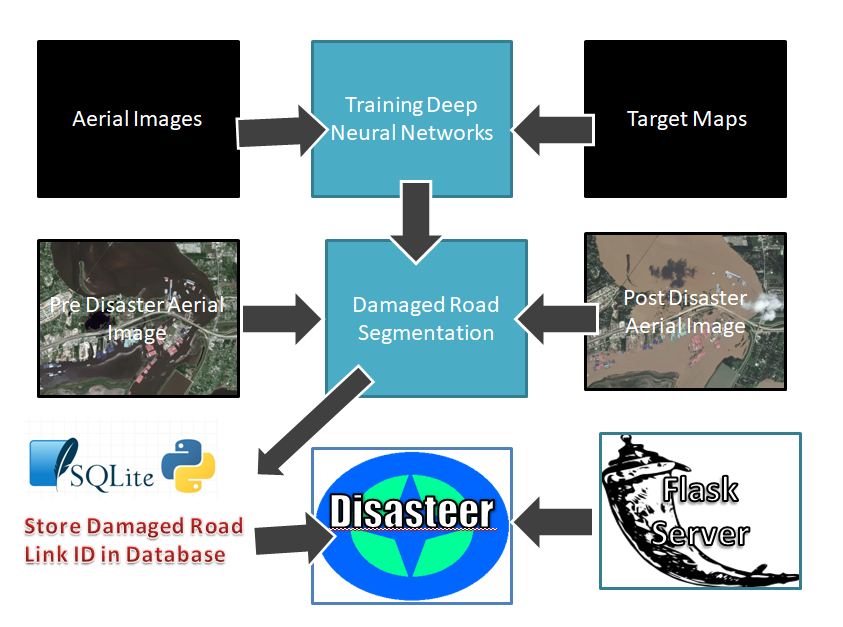 Aerial Images
Training Deep
Neural Networks
Target Maps
Pre Disaster Aerial
Image
Damaged Road
Segmentation
Post Disaster
Aerial Image
SQLite
Store Damaged Road
Link ID in Database
Disasteer
Flask
Server